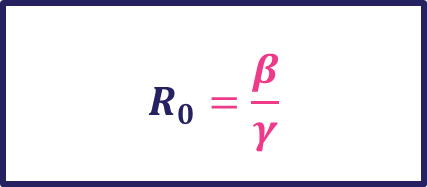 R₀ = β/γ